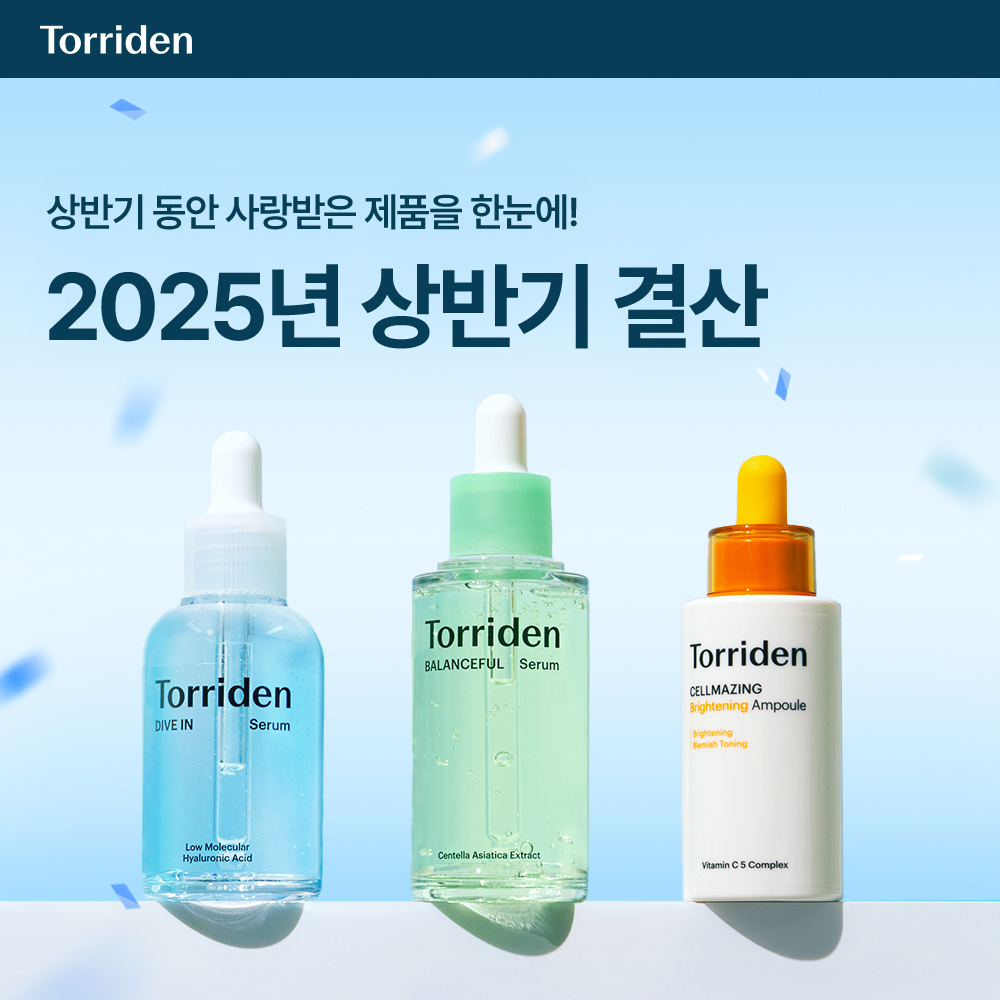 Torriden
상반기 동안 사랑받은 제품을 한눈에!
2025년 상반기 결산
Torriden
DIVE IN Serum
Low Molecular
Hyaluronic Acid
Torriden
BALANCEFUL Serum
Centella Asiatica Extract
Torriden
CELLMAZING
Brightening Ampoule
Brightening
Blemish Toning
Vitamin C 5 Complex